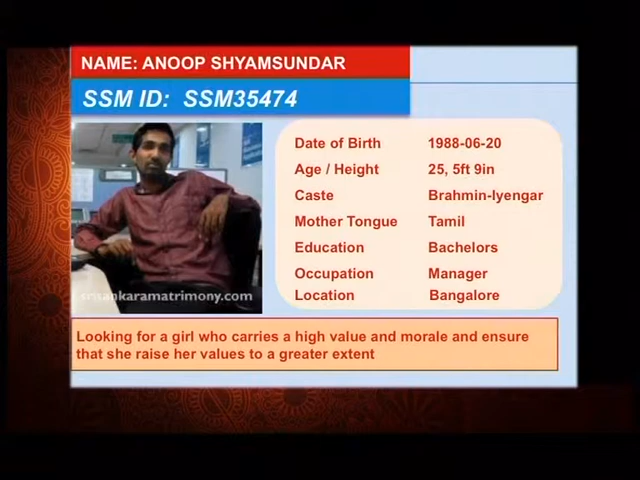 NAME: ANOOP SHYAMSUNDAR
SSM ID: SSM35474
Date of Birth 1988-06-20
Age / Height 25, 5ft 9in
Caste Brahmin-Iyengar
Mother Tongue Tamil
Education Bachelors
Occupation Manager
Location Bangalore
srisankaramatrimony.com
Looking for a girl who carries a high value and morale and ensure
that she raise her values to a greater extent